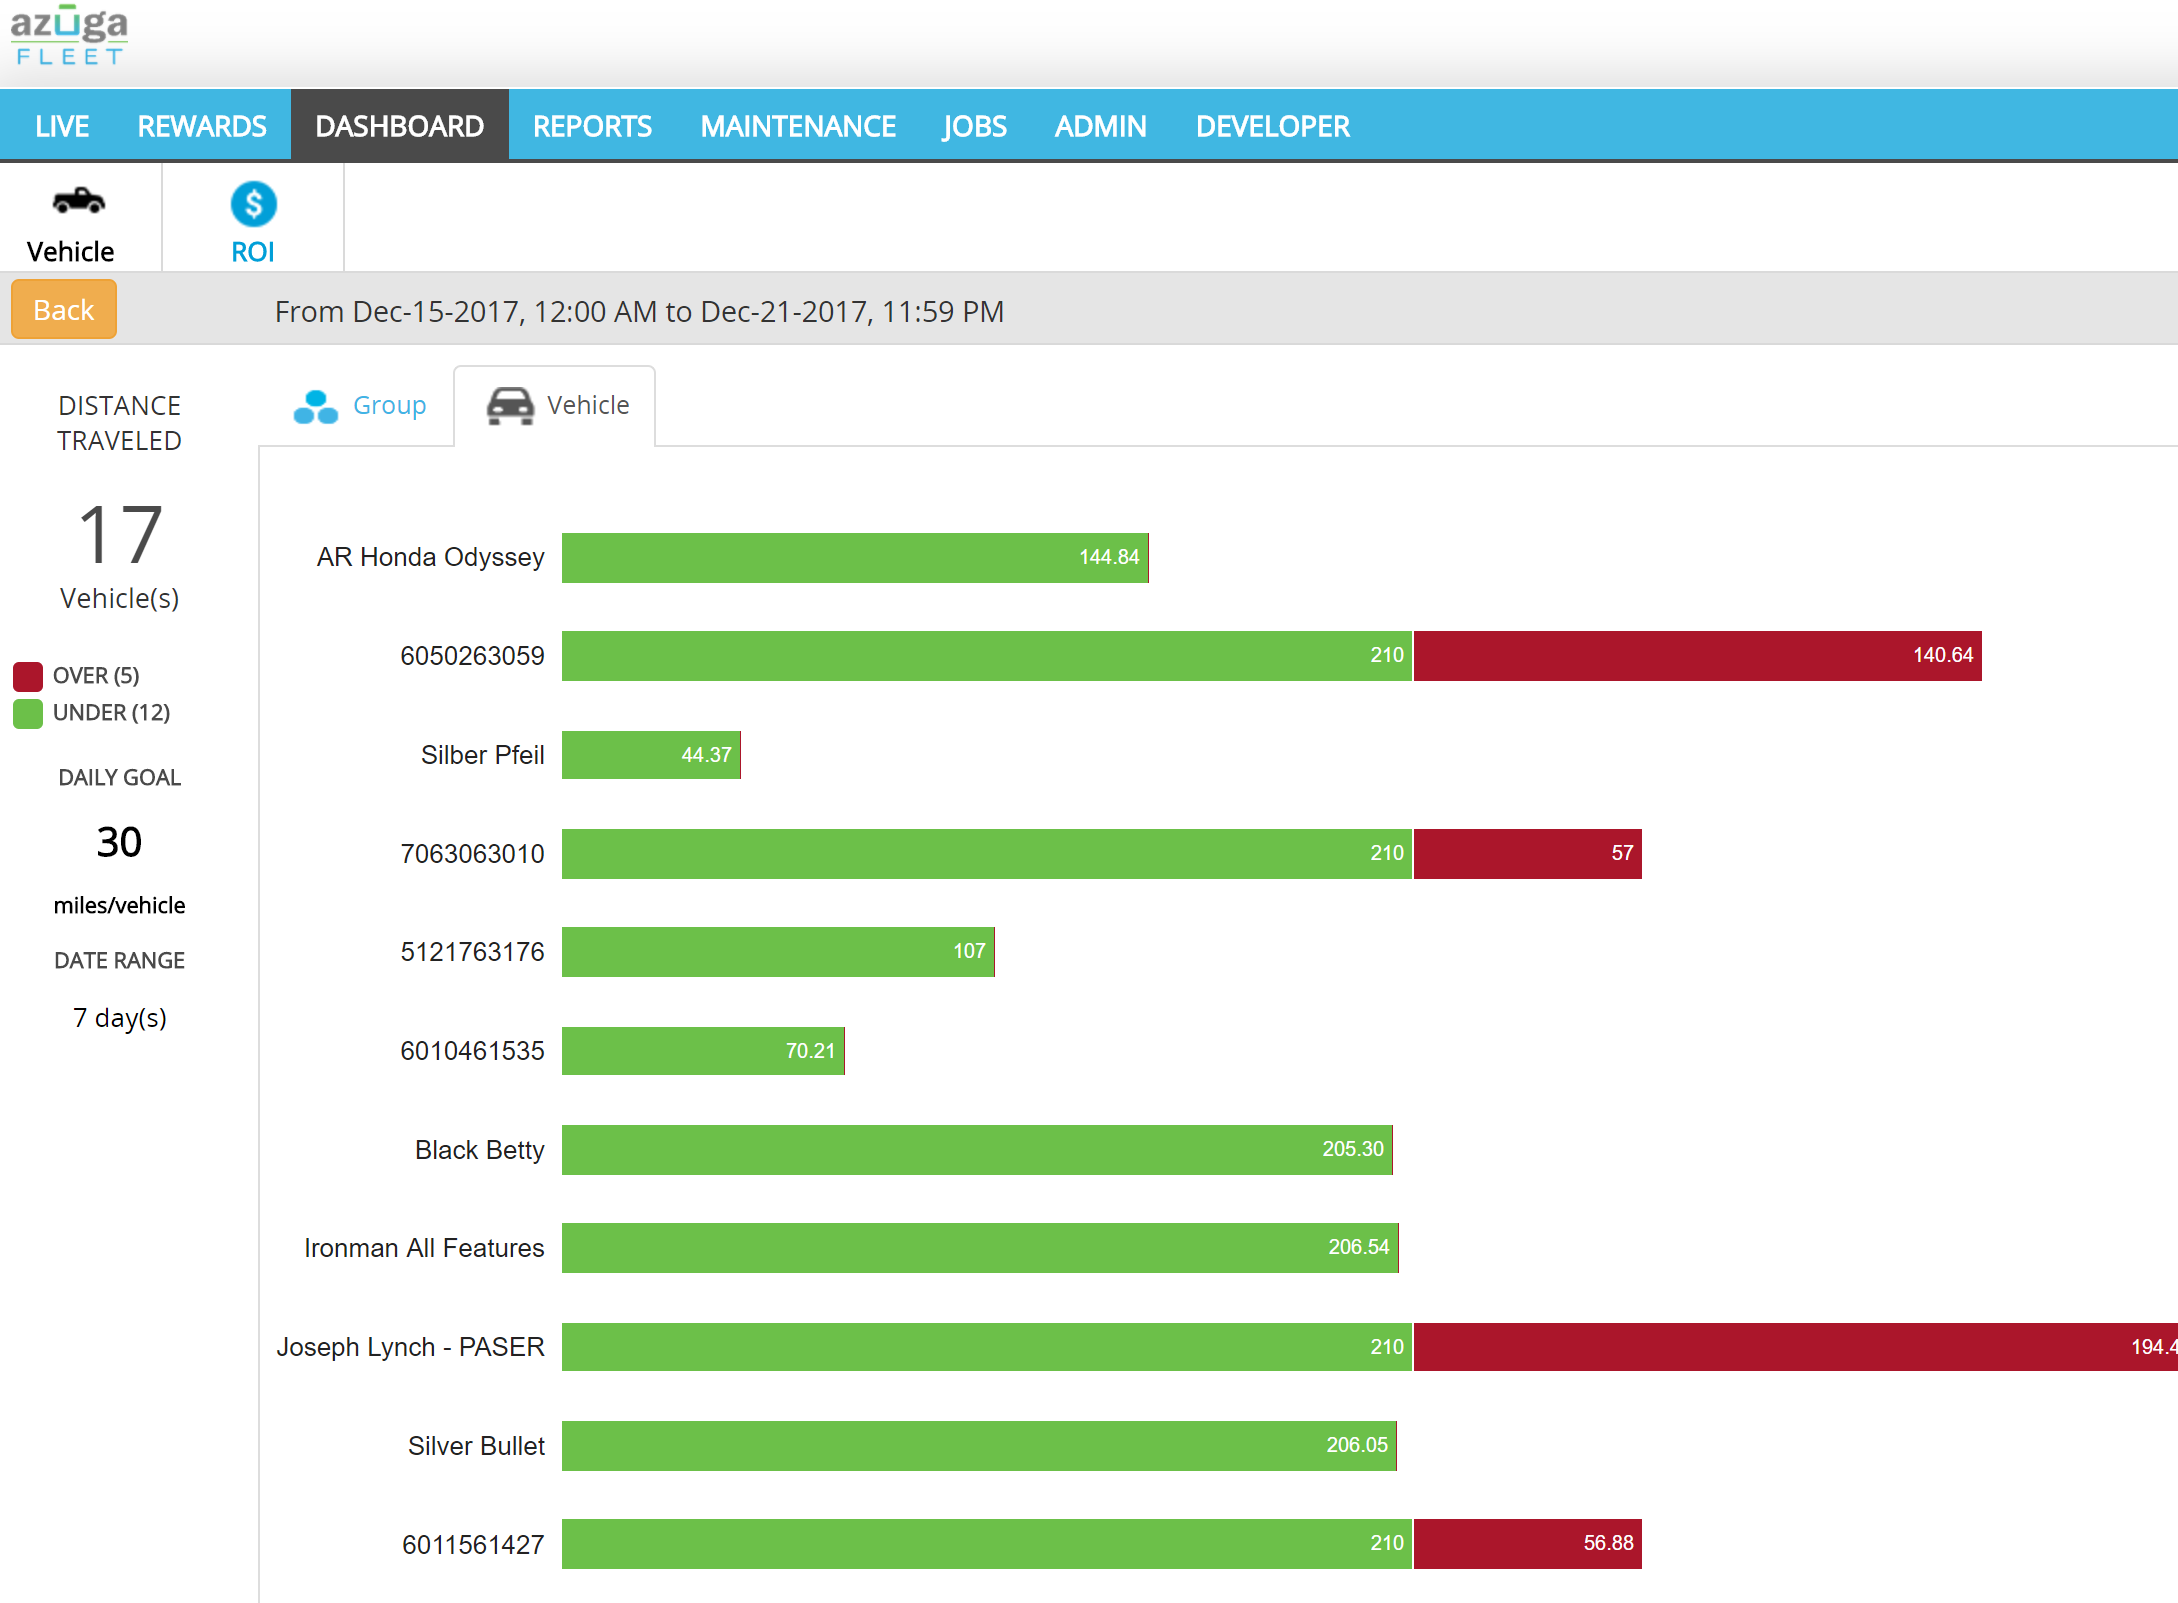 azūga
FLEET
LIVE REWARDS DASHBOARD REPORTS MAINTENANCE JOBS ADMIN DEVELOPER
Vehicle $ ROI
Back From Dec-15-2017, 12:00 AM to Dec-21-2017, 11:59 PM
DISTANCE
TRAVELED
17
Vehicle(s)
OVER (5)
UNDER (12)
DAILY GOAL
30
miles/vehicle
DATE RANGE
7 day(s)
Group Vehicle
AR Honda Odyssey 144.84
6050263059 210 140.64
Silber Pfeil 44.37
7063063010 210 57
5121763176 107
6010461535 70.21
Black Betty 205.30
Ironman All Features 206.54
Joseph Lynch - PASER 210 194.4
Silver Bullet 206.05
6011561427 210 56.88